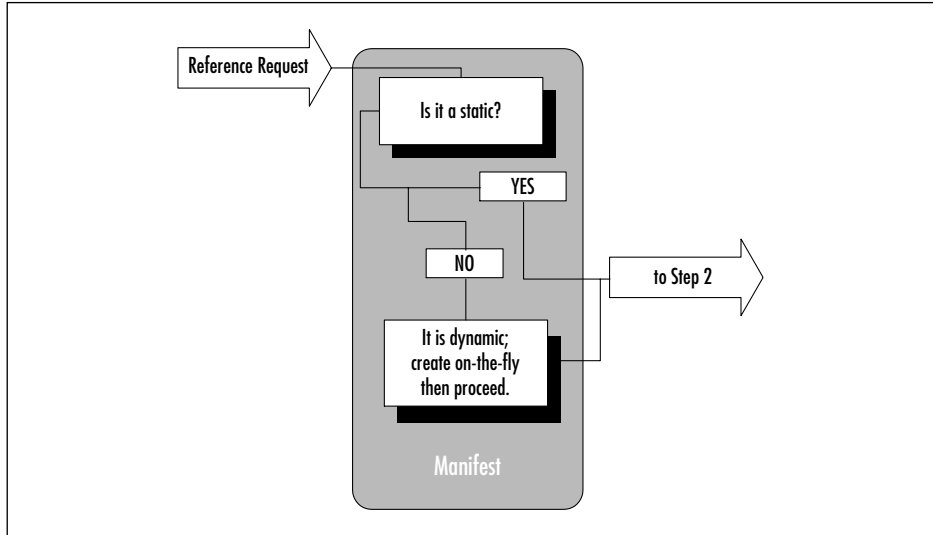 Reference Request
Is it a static?
YES
NO
to Step 2
It is dynamic;
create on-the-fly
then proceed.
Manifest